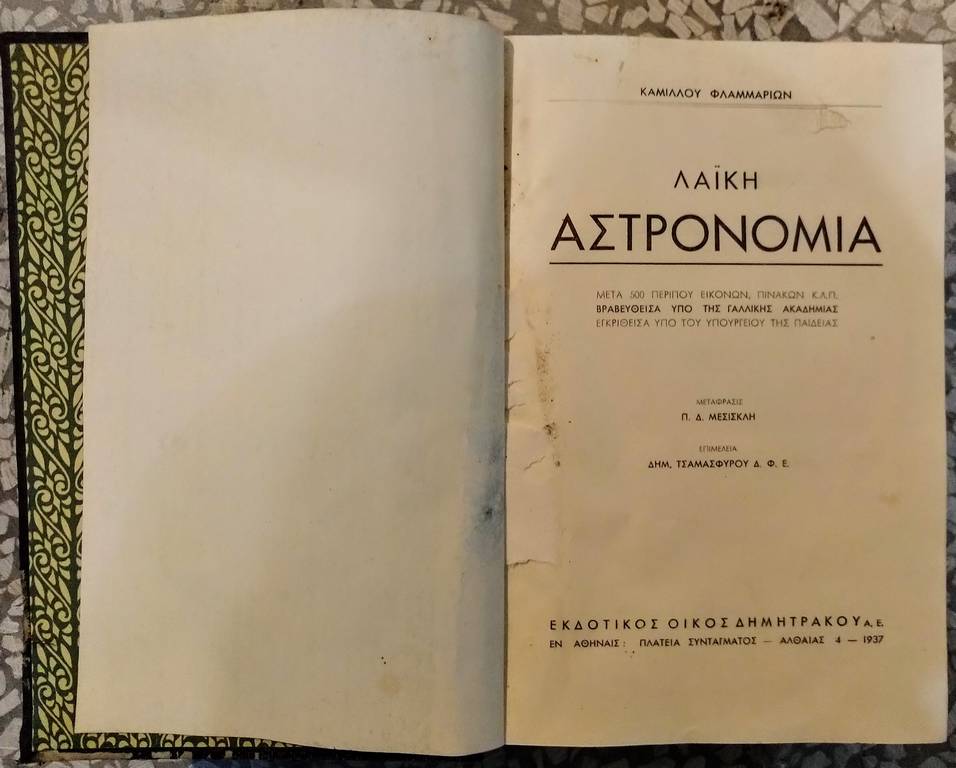 ΚΑΜΙΛΛΟΥ ΦΛΑΜΜΑΡΙΩΝ
ΛΑΪΚΗ
ΑΣΤΡΟΝΟΜΙΑ
ΜΕΤΑ 500 ΠΕΡΙΠΟΥ ΕΙΚΟΝΩΝ, ΠΙΝΑΚΩΝ Κ.Λ.Π.
ΒΡΑΒΕΥΘΕΙΣΑ ΥΠΟ ΤΗΣ ΓΑΛΛΙΚΗΣ ΑΚΑΔΗΜΙΑΣ
ΕΓΚΡΙΘΕΙΣΑ ΥΠΟ ΤΟΥ ΥΠΟΥΡΓΕΙΟΥ ΤΗΣ ΠΑΙΔΕΙΑΣ
ΜΕΤΑΦΡΑΣΙΣ
Π. Δ. ΜΕΣΙΣΚΛΗ
ΕΠΙΜΕΛΕΙΑ
ΔΗΜ. ΤΣΑΜΑΣΦΥΡΟΥ Δ. Φ. Ε.
ΕΚΔΟΤΙΚΟΣ ΟΙΚΟΣ ΔΗΜΗΤΡΑΚΟΥ Α. Ε.
ΕΝ ΑΘΗΝΑΙΣ : ΠΛΑΤΕΙΑ ΣΥΝΤΑΓΜΑΤΟΣ — ΑΛΘΑΙΑΣ 4 — 1937